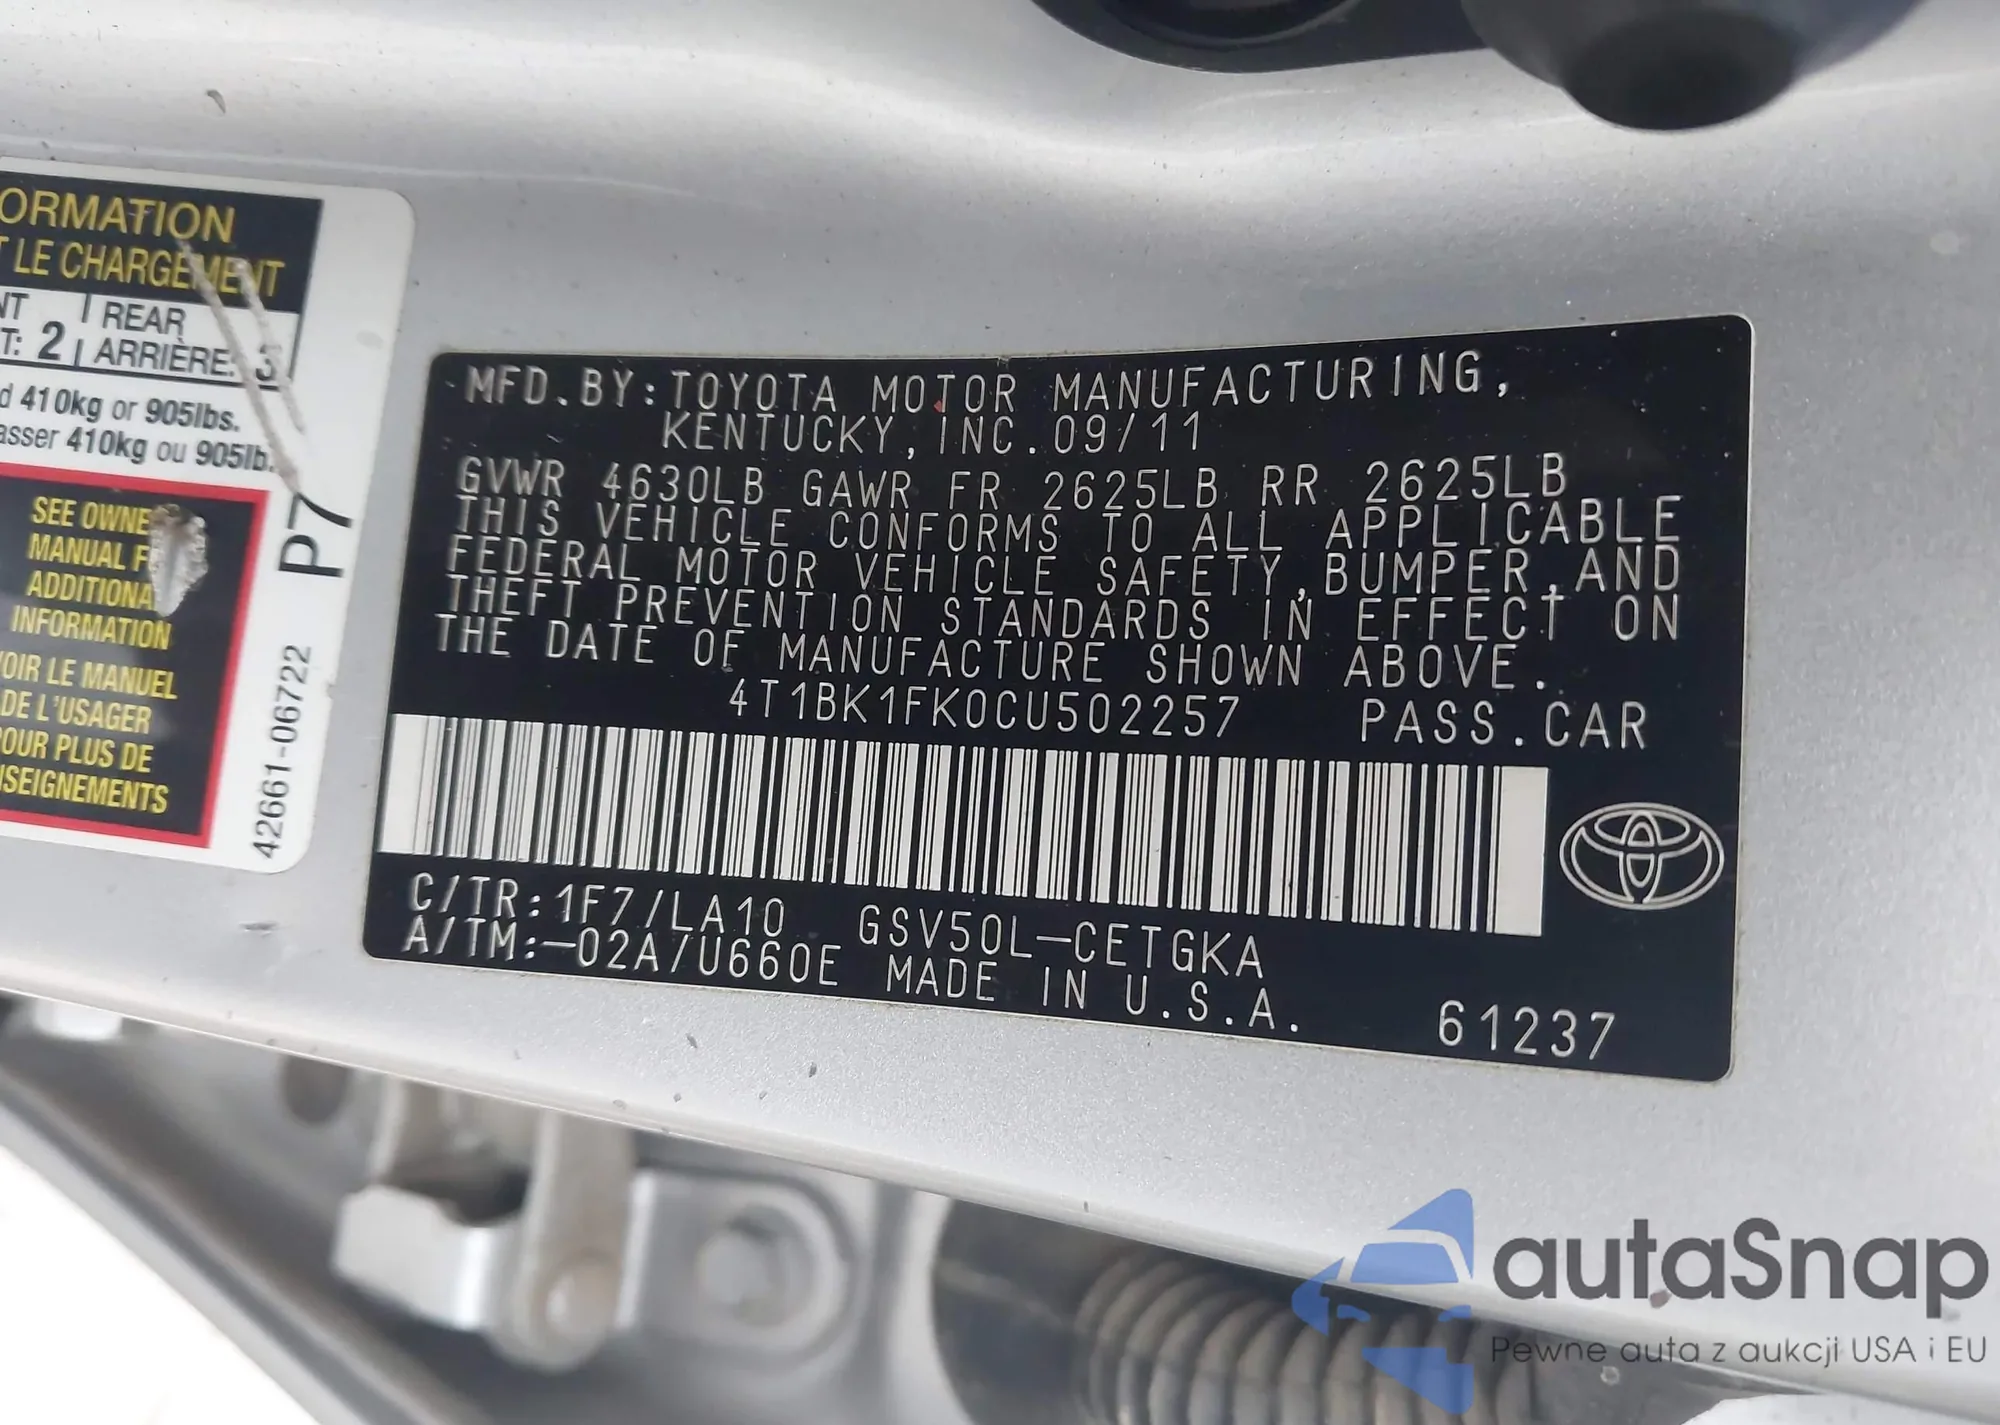 ORMATION
T LE CHARGEMENT
NT REAR
T: 2 ARRIÈRE: 3
d 410kg or 905lbs.
asser 410kg ou 905lb.
SEE OWNE
MANUAL F
ADDITIONA
INFORMATION
VOIR LE MANUEL
DE L'USAGER
POUR PLUS DE
NSEIGNEMENTS
42661-06722 P7
MFD.BY:TOYOTA MOTOR MANUFACTURING,
KENTUCKY,INC.09/11
GVWR 4630LB GAWR FR 2625LB RR 2625LB
THIS VEHICLE CONFORMS TO ALL APPLICABLE
FEDERAL MOTOR VEHICLE SAFETY,BUMPER,AND
THEFT PREVENTION STANDARDS IN EFFECT ON
THE DATE OF MANUFACTURE SHOWN ABOVE.
4T1BK1FK0CU502257 PASS.CAR
C/TR:1F7/LA10 GSV50L-CETGKA
A/TM:-02A/U660E MADE IN U.S.A.
61237
autaSnap
Pewne auta z aukcji USA i EU